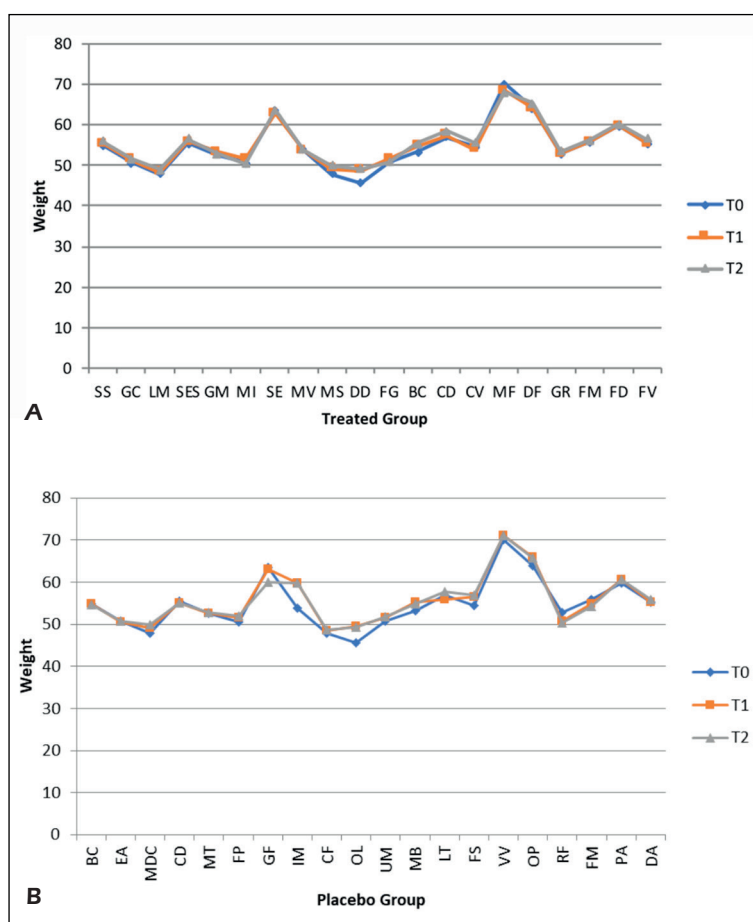 80
70
60
50
40
30
20
10
0
Weight
SS GC LM SES GM MI SE MV MS DD FG BC CD CV MF DF GR FM FD FV
Treated Group
T0
T1
T2
A
80
70
60
50
40
30
20
10
0
Weight
BC EA MDC CD MT FP GF IM CF OL UM MB LT FS VV OP RF FM PA DA
Placebo Group
T0
T1
T2
B